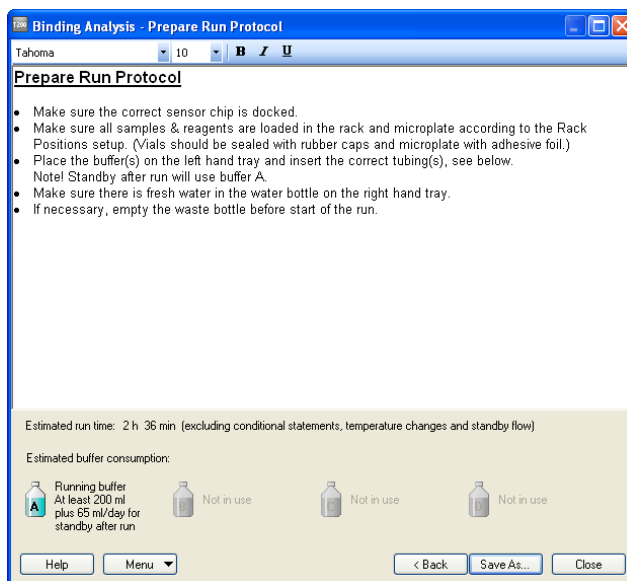 T200 Binding Analysis - Prepare Run Protocol
Tahoma 10 B I U
Prepare Run Protocol
• Make sure the correct sensor chip is docked.
• Make sure all samples & reagents are loaded in the rack and microplate according to the Rack
Positions setup. (Vials should be sealed with rubber caps and microplate with adhesive foil.)
• Place the buffer(s) on the left hand tray and insert the correct tubing(s), see below.
Note! Standby after run will use buffer A.
• Make sure there is fresh water in the water bottle on the right hand tray.
• If necessary, empty the waste bottle before start of the run.
Estimated run time: 2 h 36 min (excluding conditional statements, temperature changes and standby flow)
Estimated buffer consumption:
A
Running buffer
At least 200 ml
plus 65 ml/day for
standby after run
B Not in use
C Not in use
D Not in use
Help Menu < Back Save As... Close